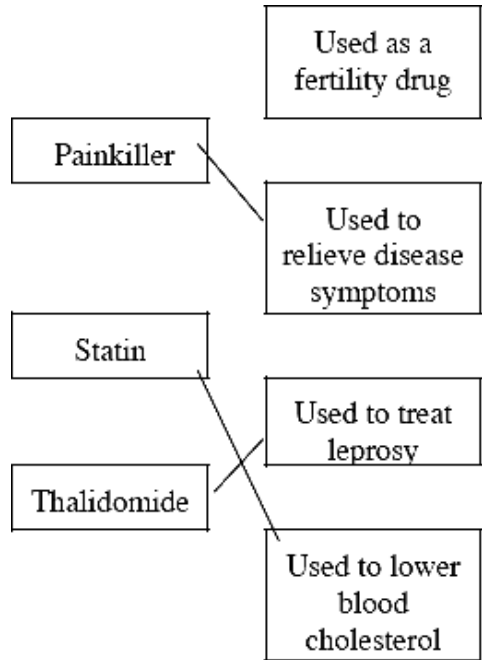 Used as a
fertility drug
Painkiller
Used to
relieve disease
symptoms
Statin
Used to treat
leprosy
Thalidomide
Used to lower
blood
cholesterol